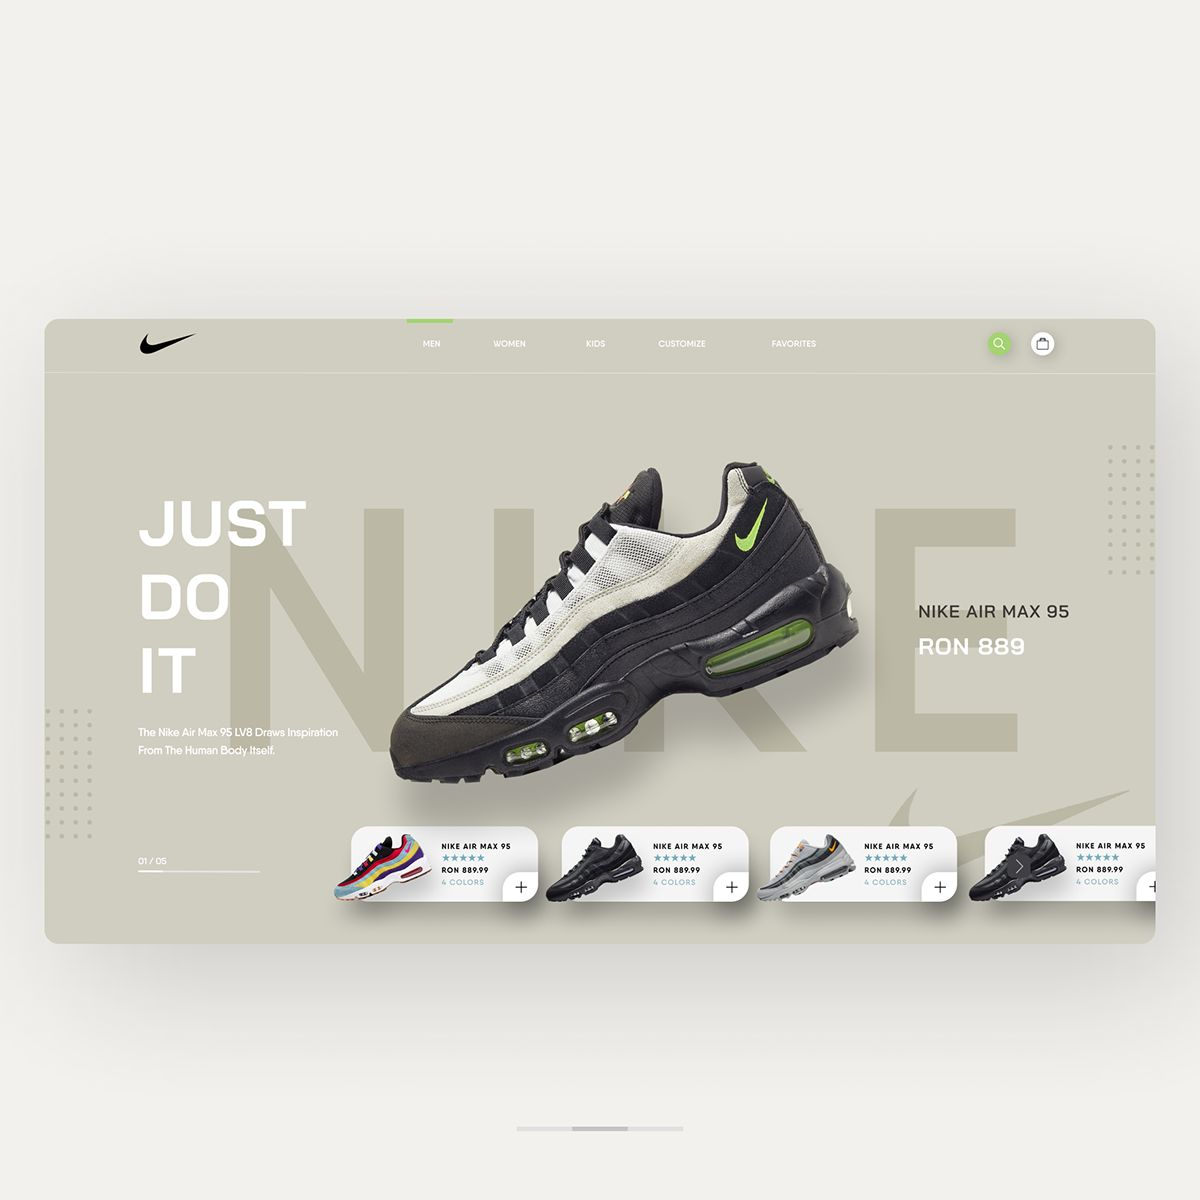 MEN
WOMEN
KIDS
CUSTOMIZE
FAVORITES
NIKE
JUST
DO
IT
The Nike Air Max 95 LV8 Draws Inspiration
From The Human Body Itself.
NIKE AIR MAX 95
RON 889
01 / 05
NIKE AIR MAX 95
RON 889.99
4 COLORS
NIKE AIR MAX 95
RON 889.99
4 COLORS
NIKE AIR MAX 95
RON 889.99
4 COLORS
NIKE AIR MAX 95
RON 889.99
4 COLORS